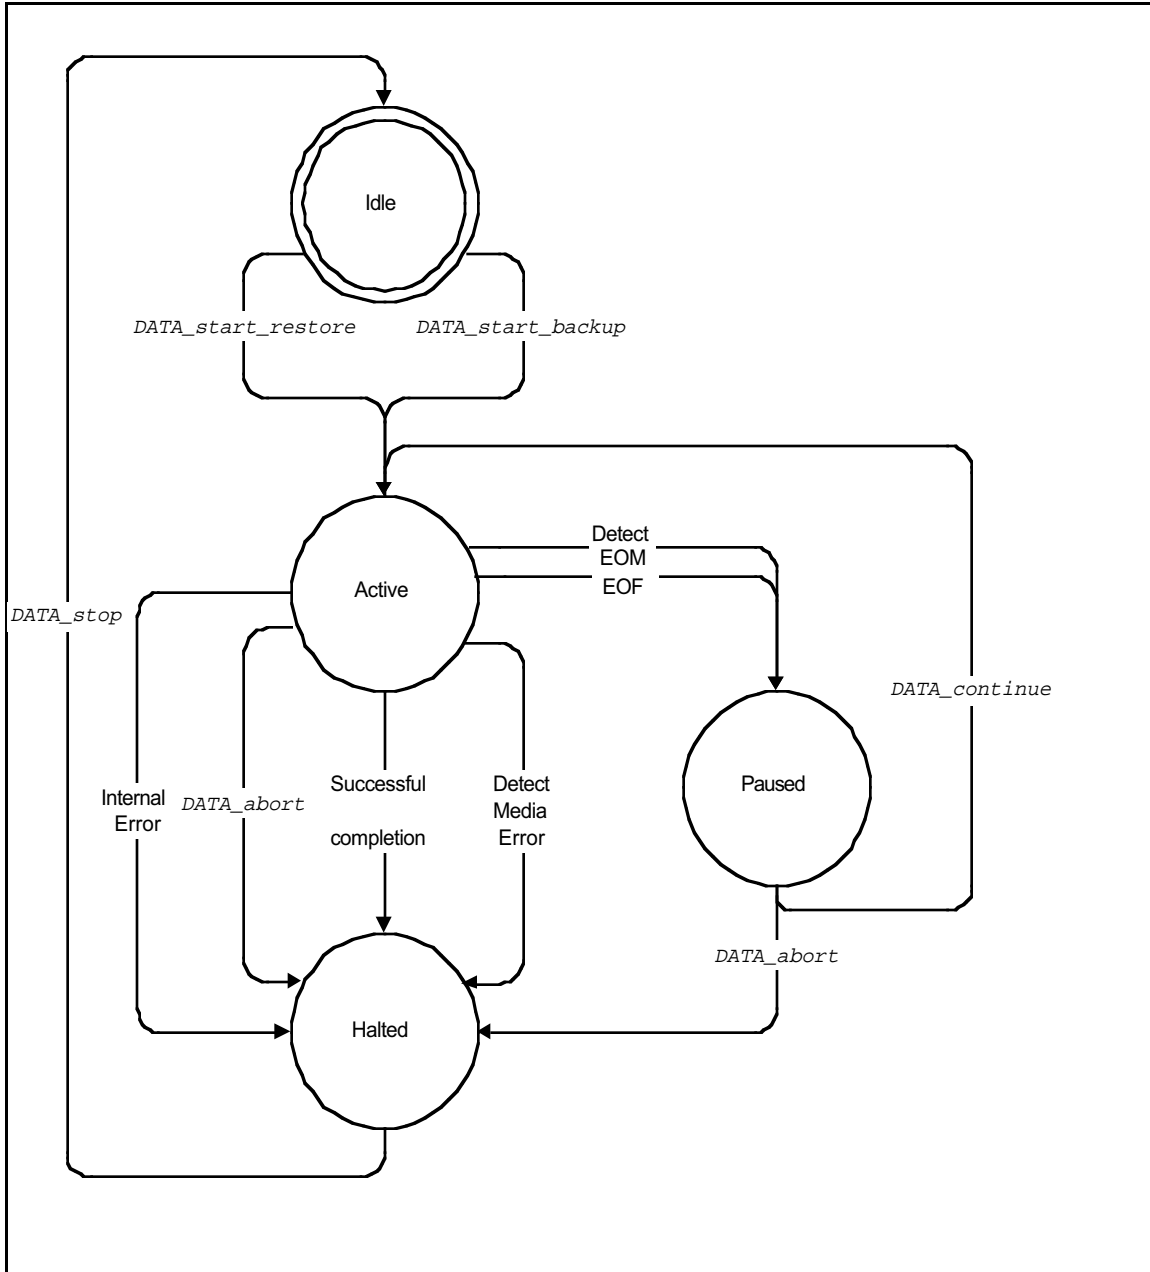 Idle
DATA_start_restore
DATA_start_backup
Detect
EOM
EOF
Active
DATA_stop
DATA_continue
Internal
Error
DATA_abort
Successful
completion
Detect
Media
Error
Paused
DATA_abort
Halted